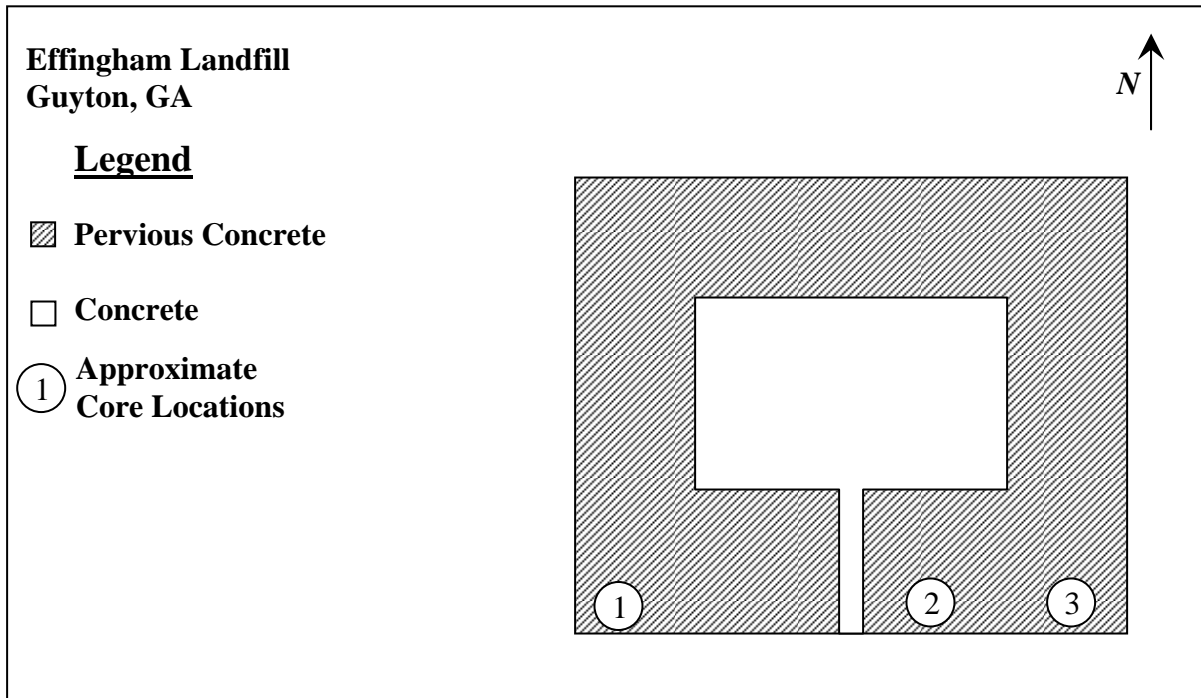 Effingham Landfill
Guyton, GA
N
Legend
Pervious Concrete
Concrete
1
Approximate
Core Locations
1
2
3